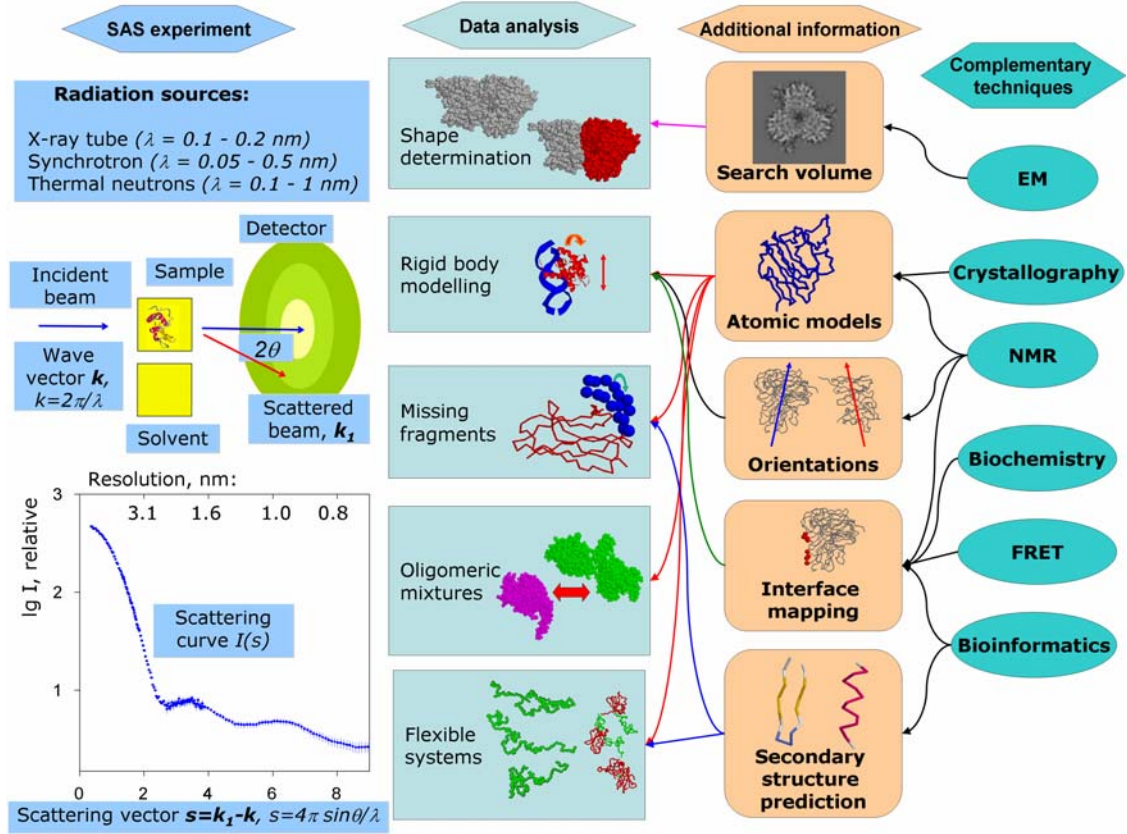 SAS experiment
Radiation sources:
X-ray tube (λ = 0.1 - 0.2 nm)
Synchrotron (λ = 0.05 - 0.5 nm)
Thermal neutrons (λ = 0.1 - 1 nm)
Detector
Sample
Incident
beam
2θ
Wave
vector k,
k=2π/λ
Solvent
Scattered
beam, k₁
Resolution, nm:
3.1 1.6 1.0 0.8
lg I, relative
3
2
1
Scattering
curve I(s)
0 2 4 6 8
Scattering vector s=k₁-k, s=4π sinθ/λ
Data analysis
Shape
determination
Rigid body
modelling
Missing
fragments
Oligomeric
mixtures
Flexible
systems
Additional information
Search volume
Atomic models
Orientations
Interface
mapping
Secondary
structure
prediction
Complementary
techniques
EM
Crystallography
NMR
Biochemistry
FRET
Bioinformatics